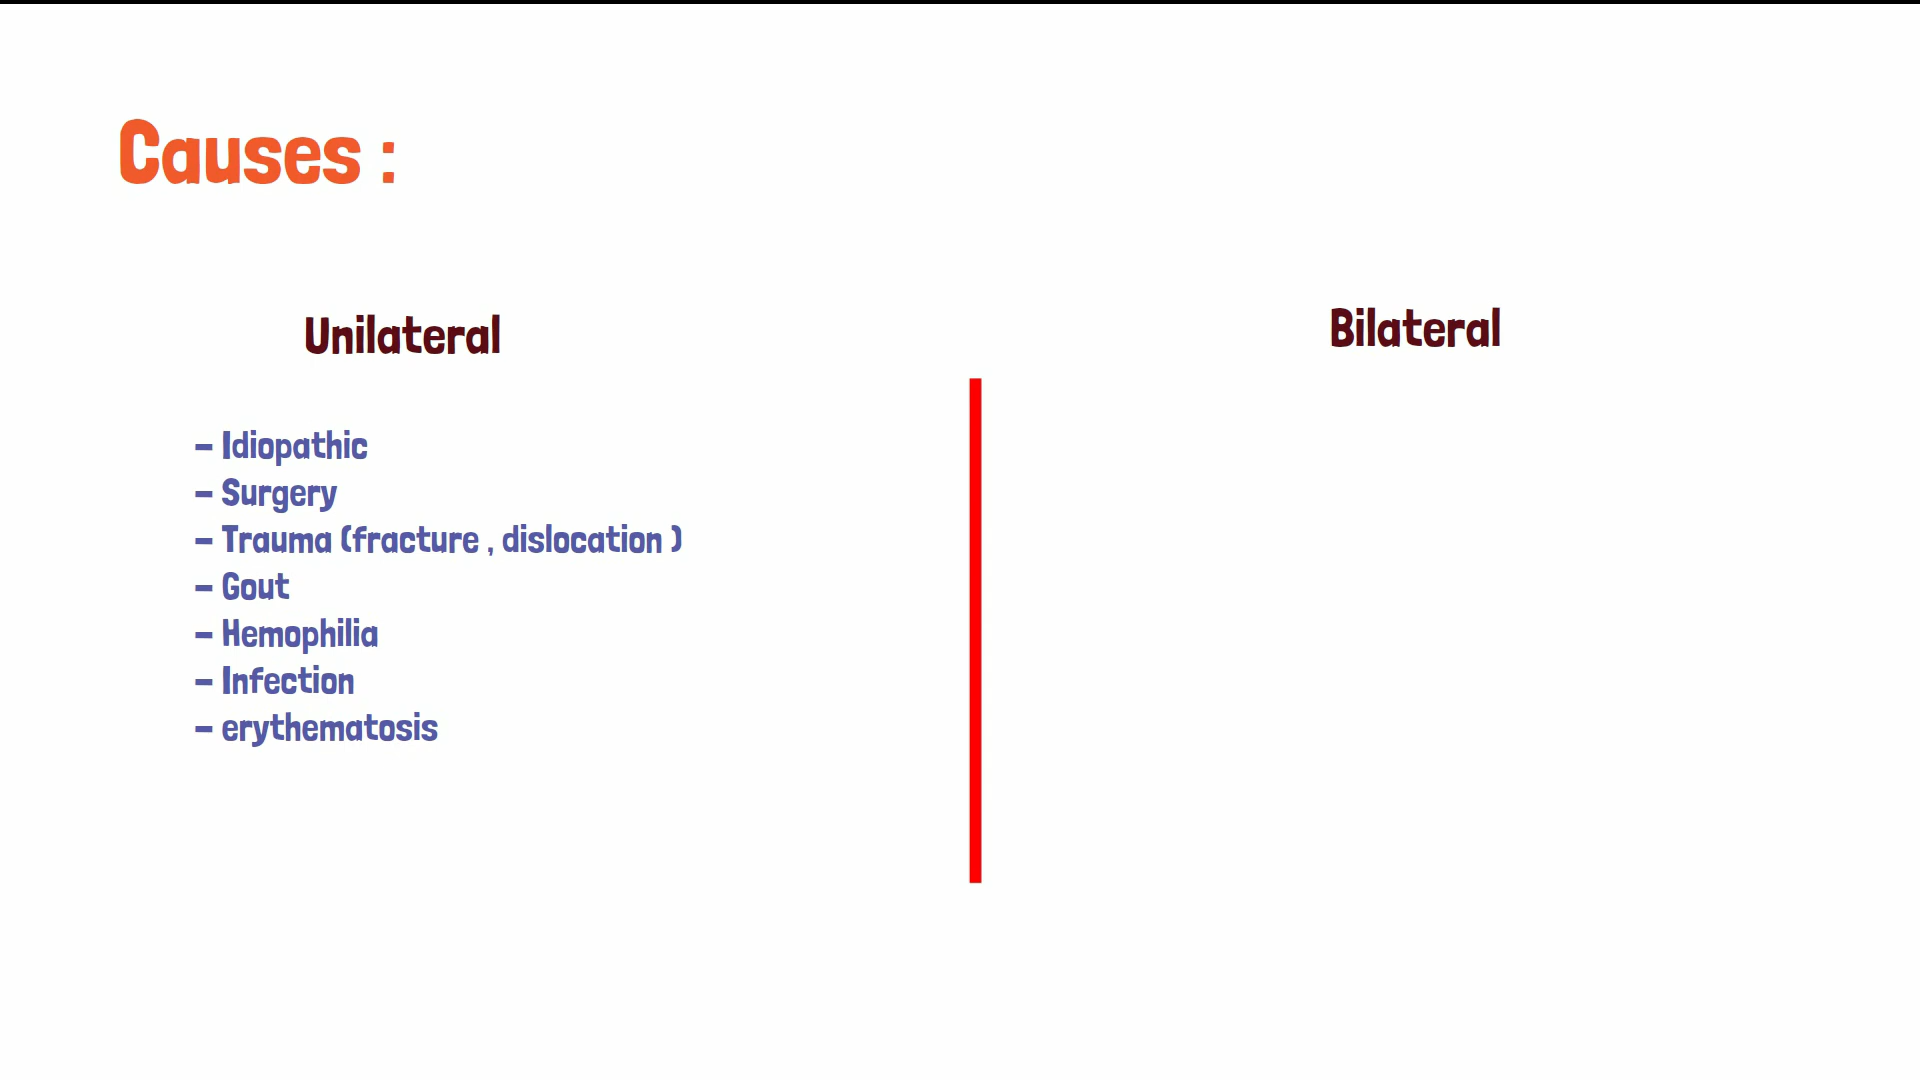 Causes :
Unilateral
Bilateral
- Idiopathic
- Surgery
- Trauma (fracture , dislocation )
- Gout
- Hemophilia
- Infection
- erythematosis